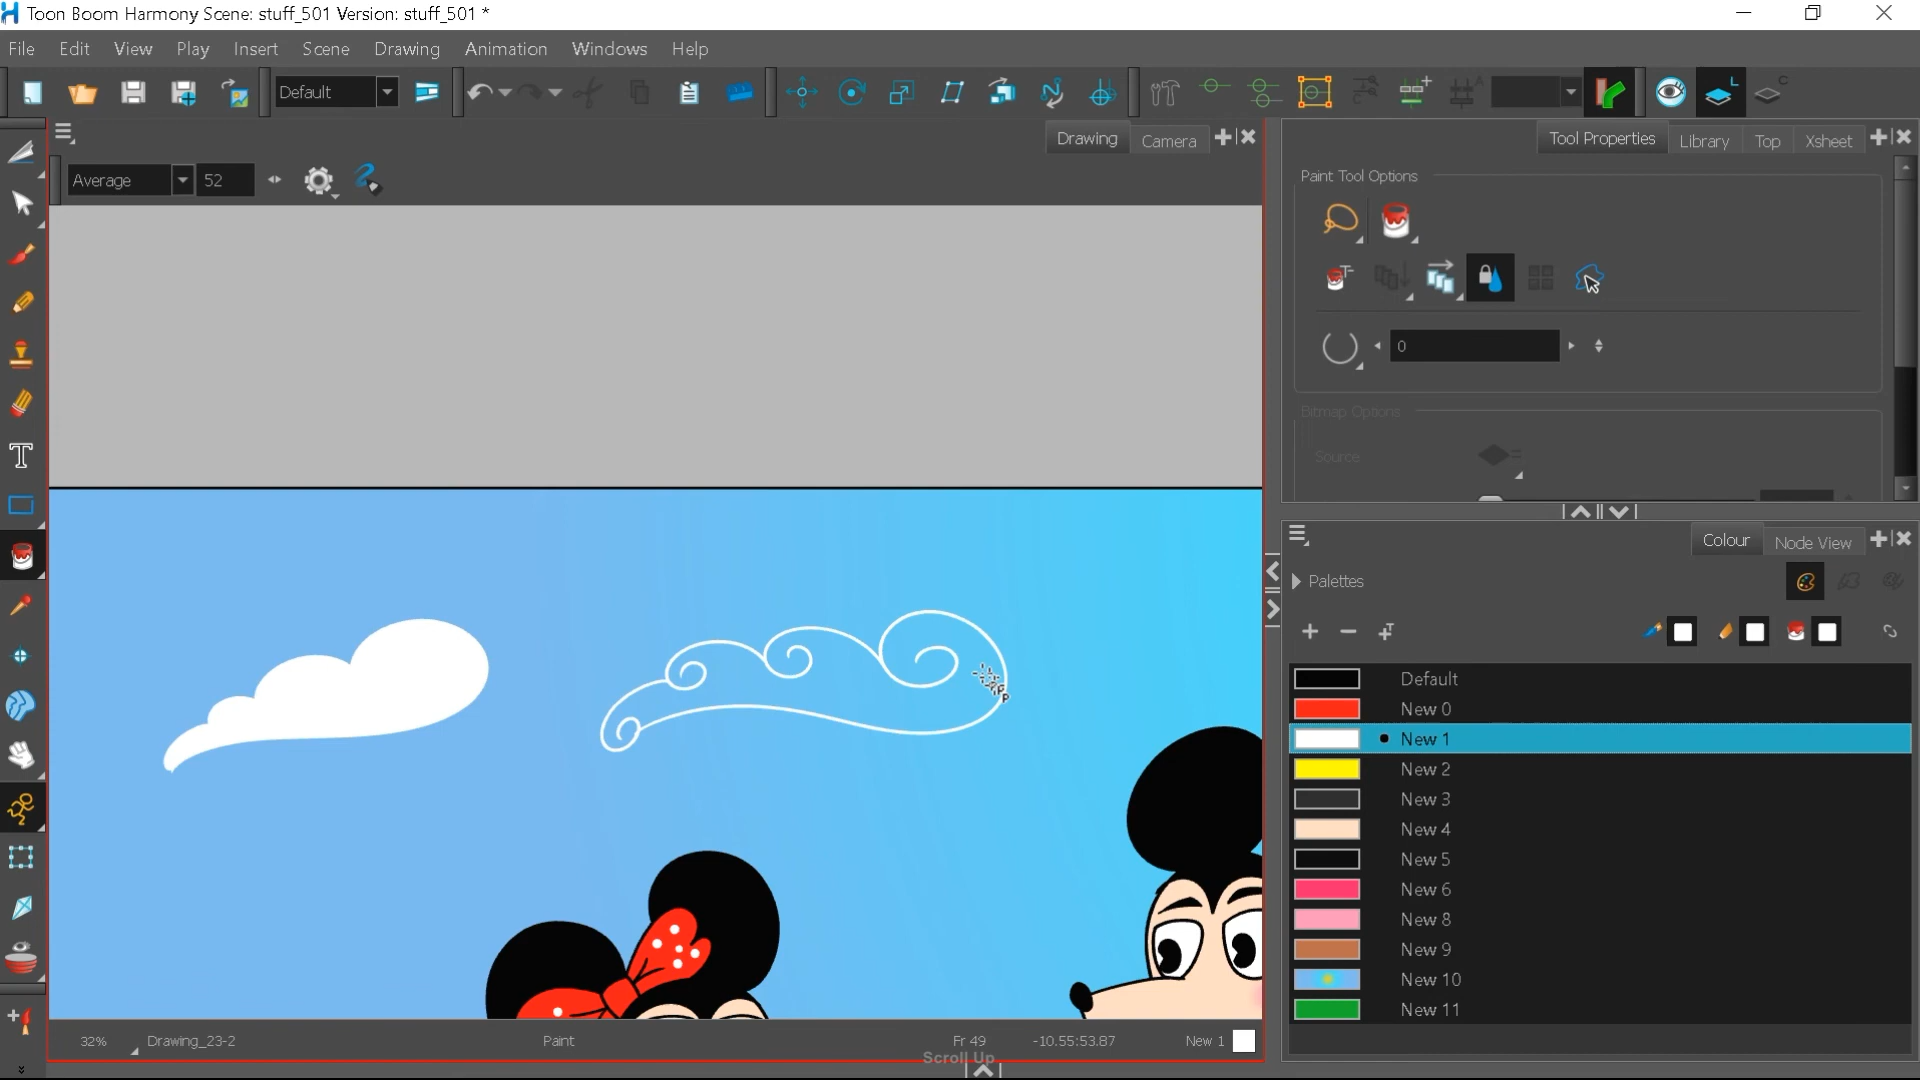 Toon Boom Harmony Scene: stuff_501 Version: stuff_501 *
File Edit View Play Insert Scene Drawing Animation Windows Help
Default
Drawing Camera
Tool Properties Library Top Xsheet
Average 52
Paint Tool Options
0
Bitmap Options
Source
Colour Node View
Palettes
Default
New 0
New 1
New 2
New 3
New 4
New 5
New 6
New 8
New 9
New 10
New 11
32% Drawing_23-2 Paint Fr 49 -10.55:53.87 New 1
Scroll Up